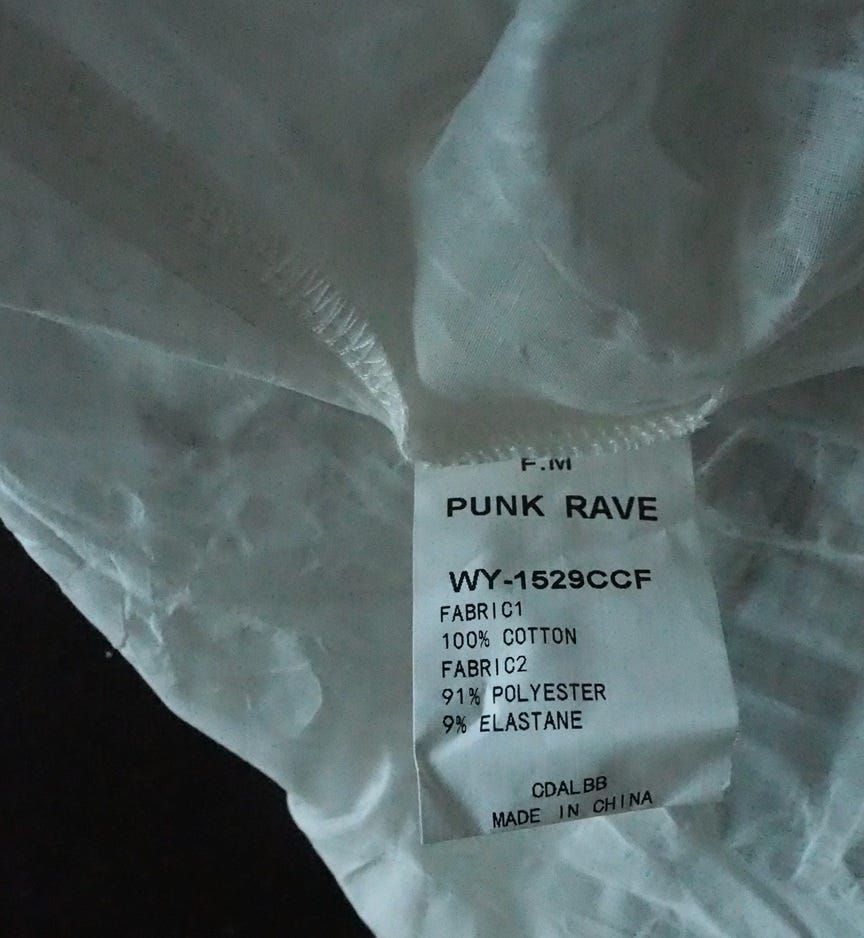 F.M
PUNK RAVE
WY-1529CCF
FABRIC1
100% COTTON
FABRIC2
91% POLYESTER
9% ELASTANE
CDALBB
MADE IN CHINA